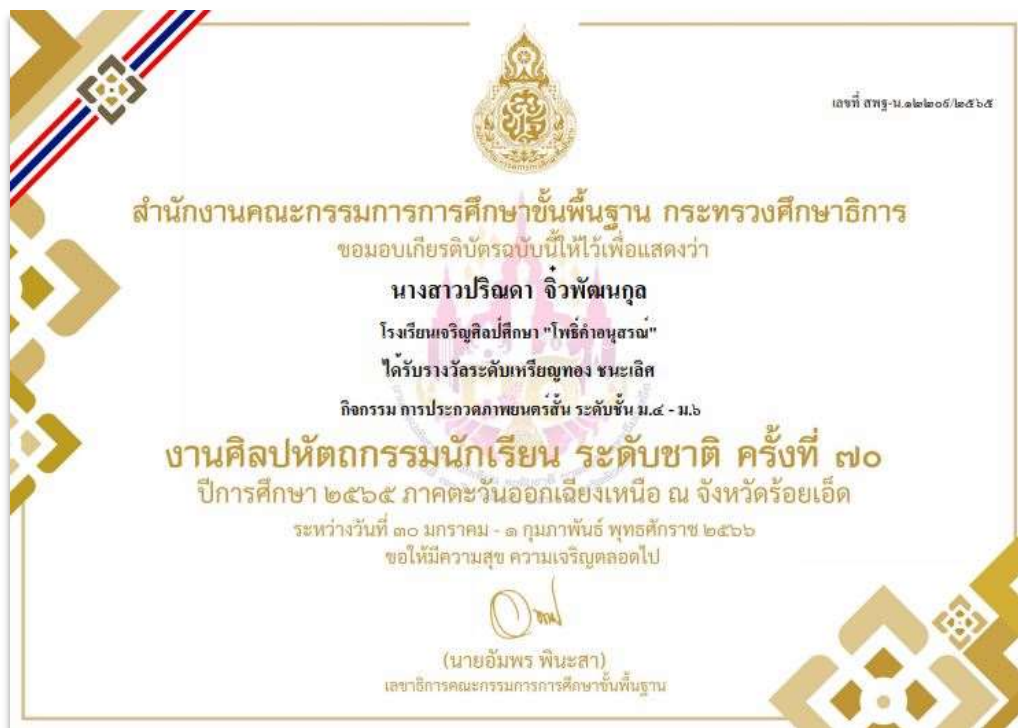 เลขที่ สพฐ-น.๑๒๒๐๕/๒๕๖๕
สำนักงานคณะกรรมการการศึกษาขั้นพื้นฐาน กระทรวงศึกษาธิการ
ขอมอบเกียรติบัตรฉบับนี้ให้ไว้เพื่อแสดงว่า
นางสาวปริณดา จิ๋วพัฒนกุล
โรงเรียนเจริญศิลป์ศึกษา "โพธิ์คำอนุสรณ์"
ได้รับรางวัลระดับเหรียญทอง ชนะเลิศ
กิจกรรม การประกวดภาพยนตร์สั้น ระดับชั้น ม.๔ - ม.๖
งานศิลปหัตถกรรมนักเรียน ระดับชาติ ครั้งที่ ๗๐
ปีการศึกษา ๒๕๖๕ ภาคตะวันออกเฉียงเหนือ ณ จังหวัดร้อยเอ็ด
ระหว่างวันที่ ๓๐ มกราคม - ๑ กุมภาพันธ์ พุทธศักราช ๒๕๖๖
ขอให้มีความสุข ความเจริญตลอดไป
(นายอัมพร พินะสา)
เลขาธิการคณะกรรมการการศึกษาขั้นพื้นฐาน